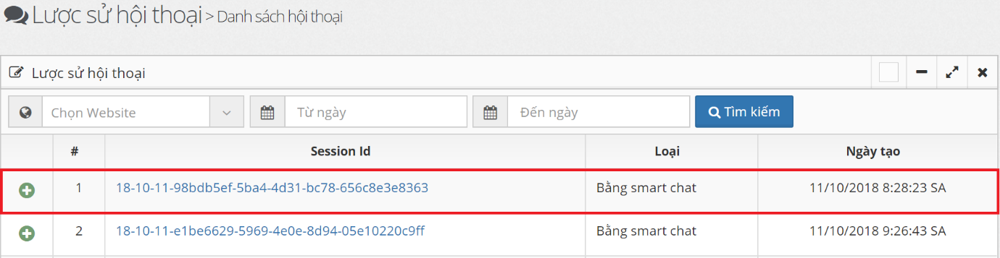 Lược sử hội thoại > Danh sách hội thoại
Lược sử hội thoại
Chọn Website Từ ngày Đến ngày Tìm kiếm
# Session Id Loại Ngày tạo
1 18-10-11-98bdb5ef-5ba4-4d31-bc78-656c8e3e8363 Bằng smart chat 11/10/2018 8:28:23 SA
2 18-10-11-e1be6629-5969-4e0e-8d94-05e10220c9ff Bằng smart chat 11/10/2018 9:26:43 SA